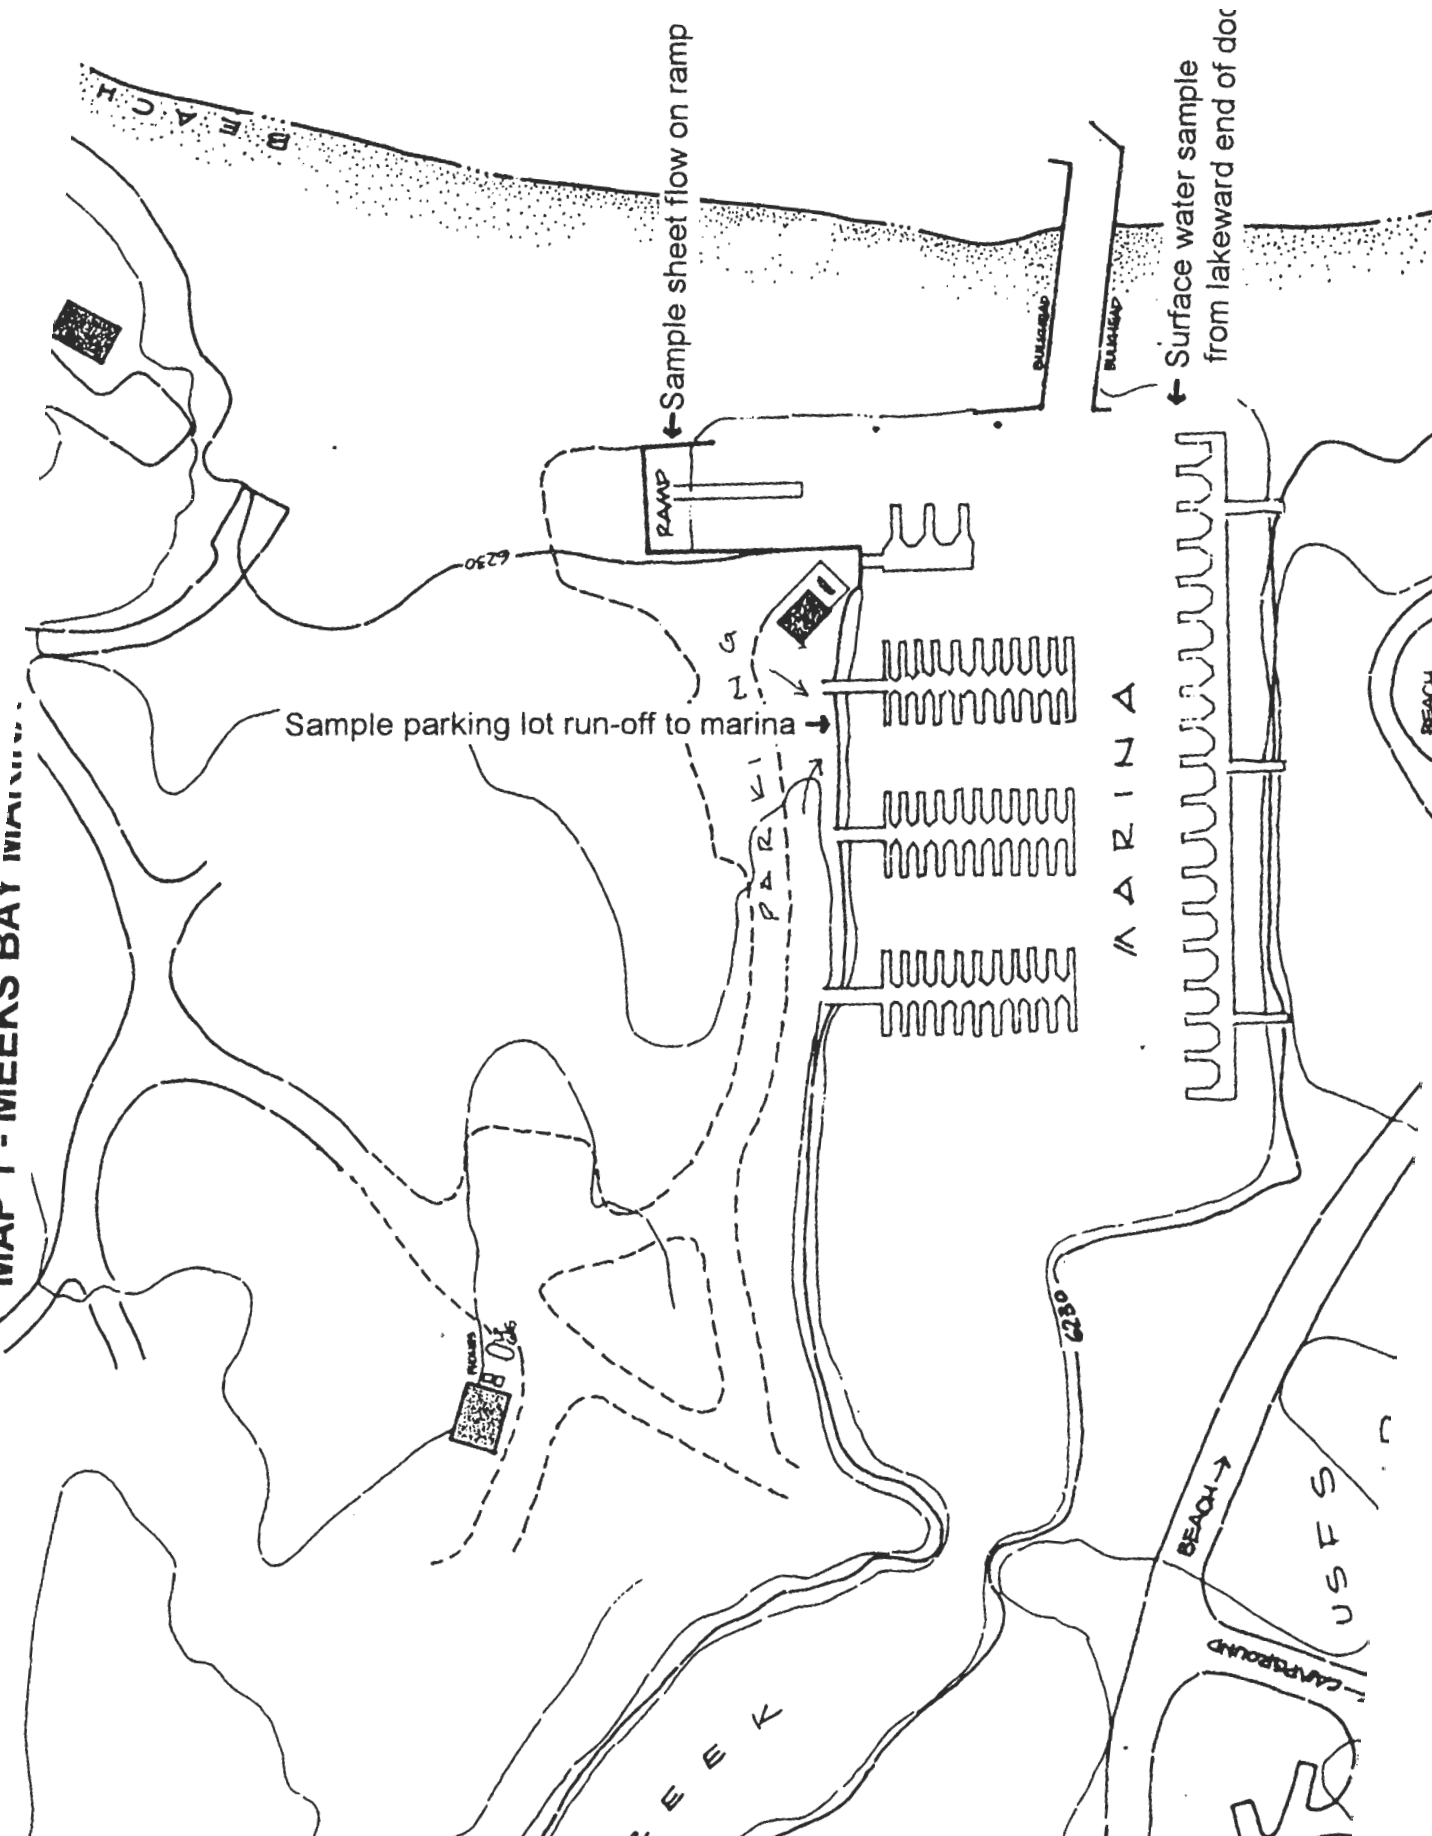 MAP 1 - MEEKS BAY MARINA
BEACH
Sample sheet flow on ramp
Surface water sample
from lakeward end of doc
BULKHEAD
BULKHEAD
RAMP
6230
Sample parking lot run-off to marina
PARKING
MARINA
BEACH
6230
BEACH
USFS
CAMPGROUND
EEK